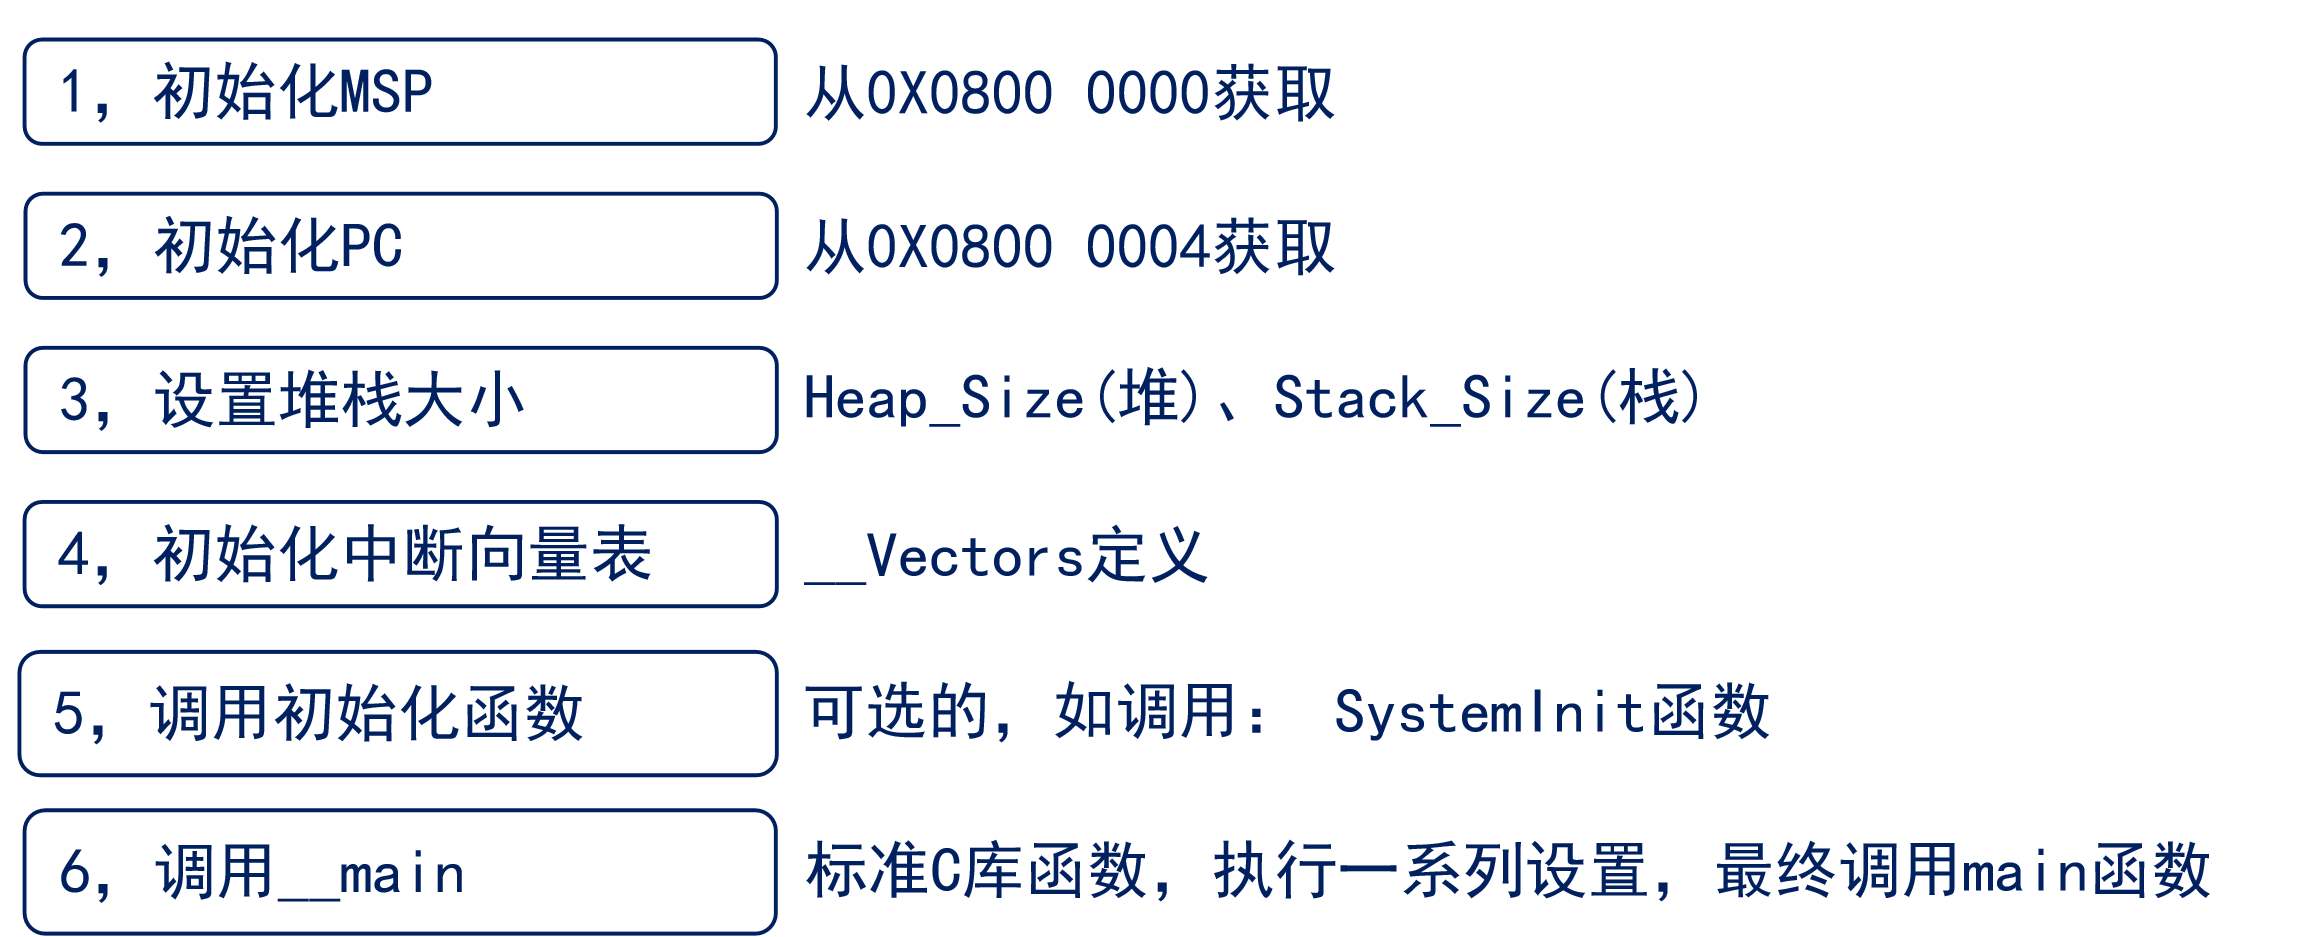 1，初始化MSP
从0X0800 0000获取
2，初始化PC
从0X0800 0004获取
3，设置堆栈大小
Heap_Size(堆)、Stack_Size(栈)
4，初始化中断向量表
__Vectors定义
5，调用初始化函数
可选的，如调用： SystemInit函数
6，调用__main
标准C库函数，执行一系列设置，最终调用main函数